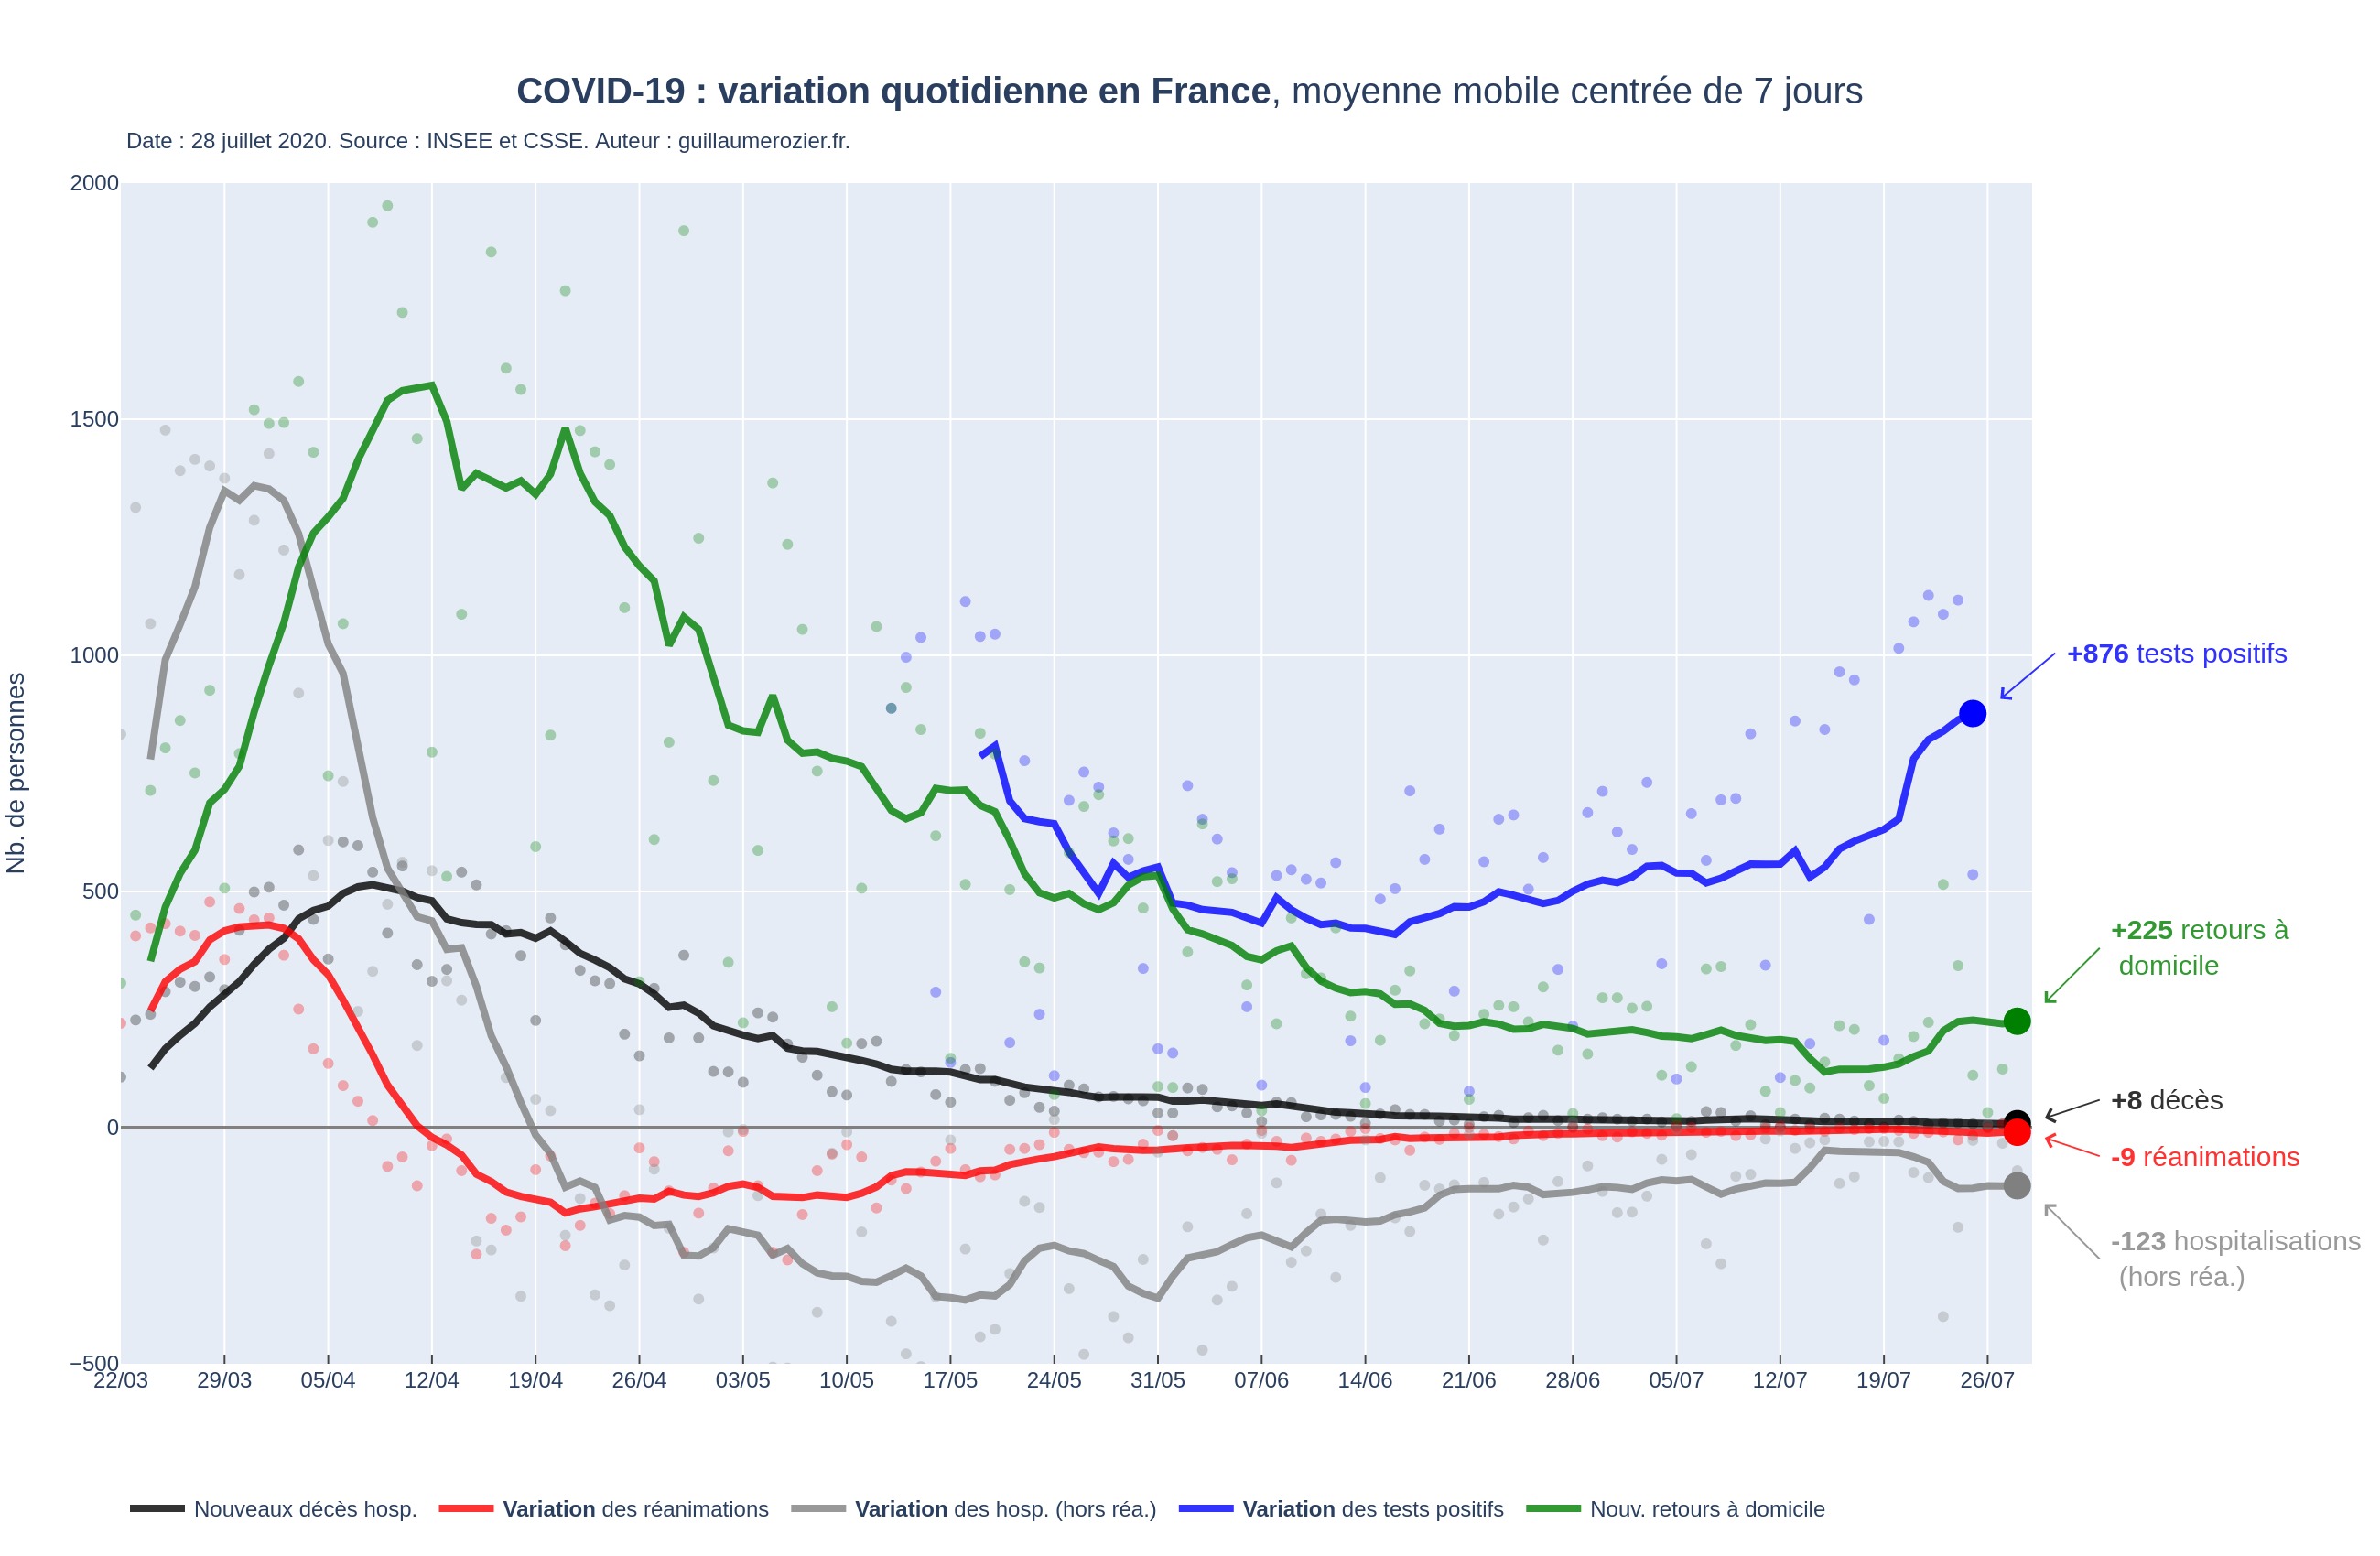 COVID-19 : variation quotidienne en France, moyenne mobile centrée de 7 jours
Date : 28 juillet 2020. Source : INSEE et CSSE. Auteur : guillaumerozier.fr.
Nb. de personnes
2000
1500
1000
500
0
−500
22/03 29/03 05/04 12/04 19/04 26/04 03/05 10/05 17/05 24/05 31/05 07/06 14/06 21/06 28/06 05/07 12/07 19/07 26/07
+876 tests positifs
+225 retours à
domicile
+8 décès
-9 réanimations
-123 hospitalisations
(hors réa.)
Nouveaux décès hosp. Variation des réanimations Variation des hosp. (hors réa.) Variation des tests positifs Nouv. retours à domicile